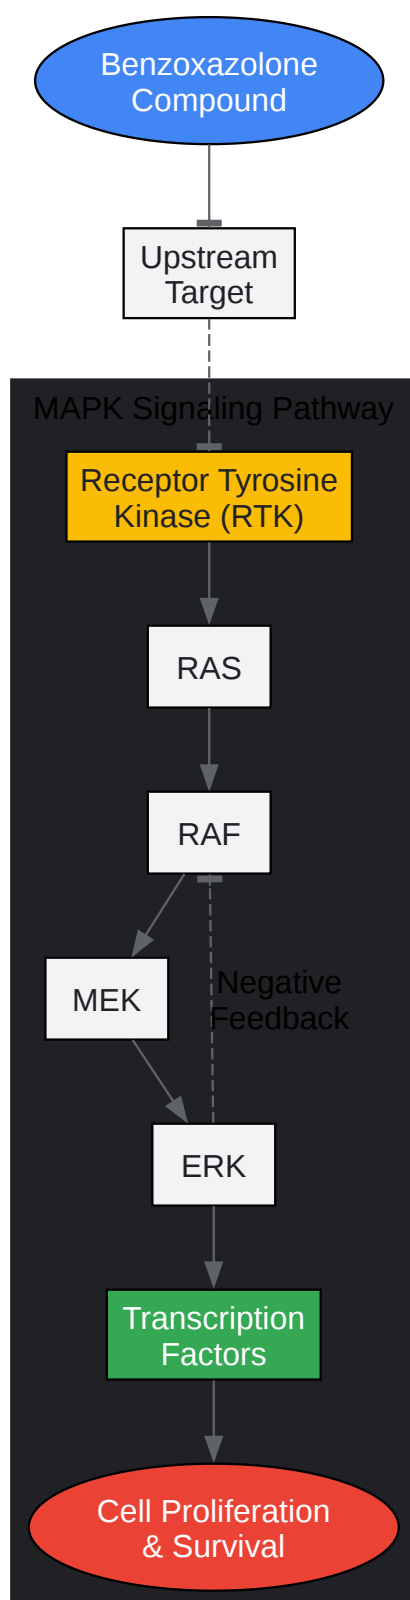 Benzoxazolone
Compound
Upstream
Target
MAPK Signaling Pathway
Receptor Tyrosine
Kinase (RTK)
RAS
RAF
MEK
Negative
Feedback
ERK
Transcription
Factors
Cell Proliferation
& Survival